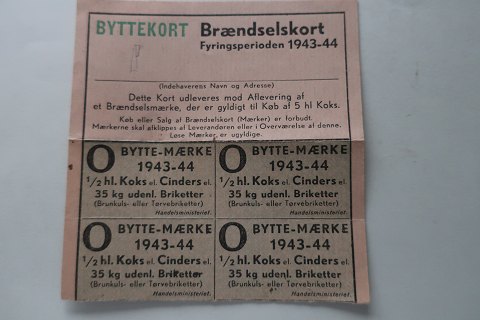 BYTTEKORT Brændselskort
Fyringsperioden 1943-44
(Indehaverens Navn og Adresse)
Dette Kort udleveres mod Aflevering af
et Brændselsmærke, der er gyldigt til Køb af 5 hl Koks.
Køb eller Salg af Brændselskort (Mærker) er forbudt.
Mærkerne skal afklippes af Leverandøren eller i Overværelse af denne.
Løse Mærker er ugyldige.
O BYTTE-MÆRKE
1943-44
1/2 hl. Koks el. Cinders el.
35 kg udenl. Briketter
(Brunkuls- eller Tørvebriketter)
Handelsministeriet.
O BYTTE-MÆRKE
1943-44
1/2 hl. Koks el. Cinders el.
35 kg udenl. Briketter
(Brunkuls- eller Tørvebriketter)
Handelsministeriet.
O BYTTE-MÆRKE
1943-44
1/2 hl. Koks el. Cinders el.
35 kg udenl. Briketter
(Brunkuls- eller Tørvebriketter)
Handelsministeriet.
O BYTTE-MÆRKE
1943-44
1/2 hl. Koks el. Cinders el.
35 kg udenl. Briketter
(Brunkuls- eller Tørvebriketter)
Handelsministeriet.